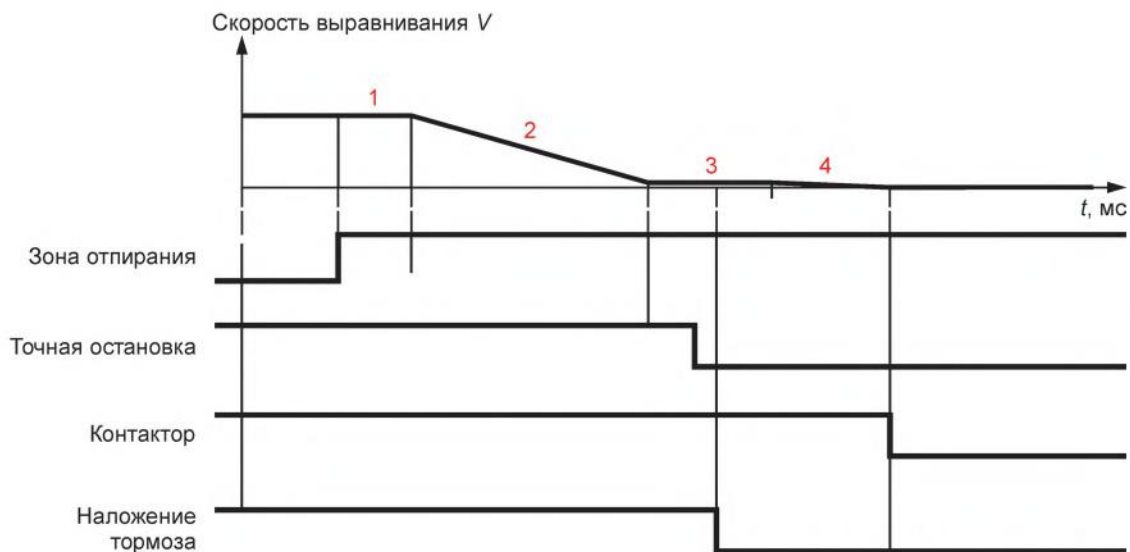 Скорость выравнивания V
1
2
3
4
t, мс
Зона отпирания
Точная остановка
Контактор
Наложение
тормоза